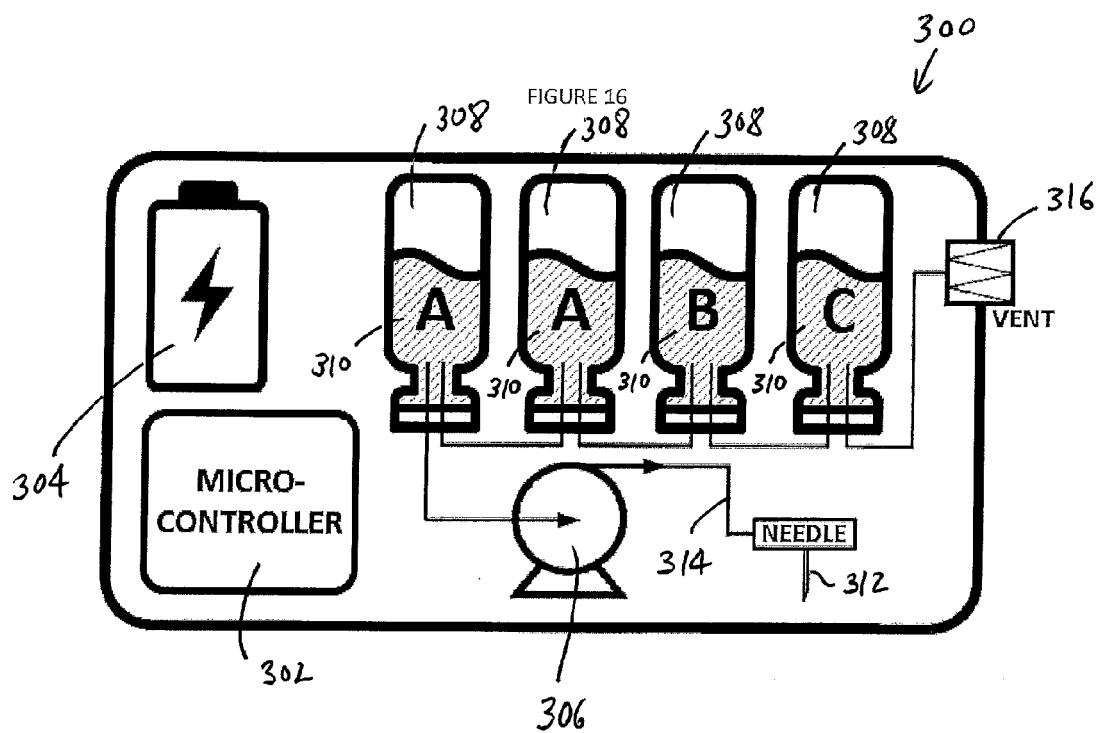 300
FIGURE 16
308
308
308
308
316
A
A
B
C
VENT
310
310
310
310
304
MICRO-
CONTROLLER
NEEDLE
314
312
302
306